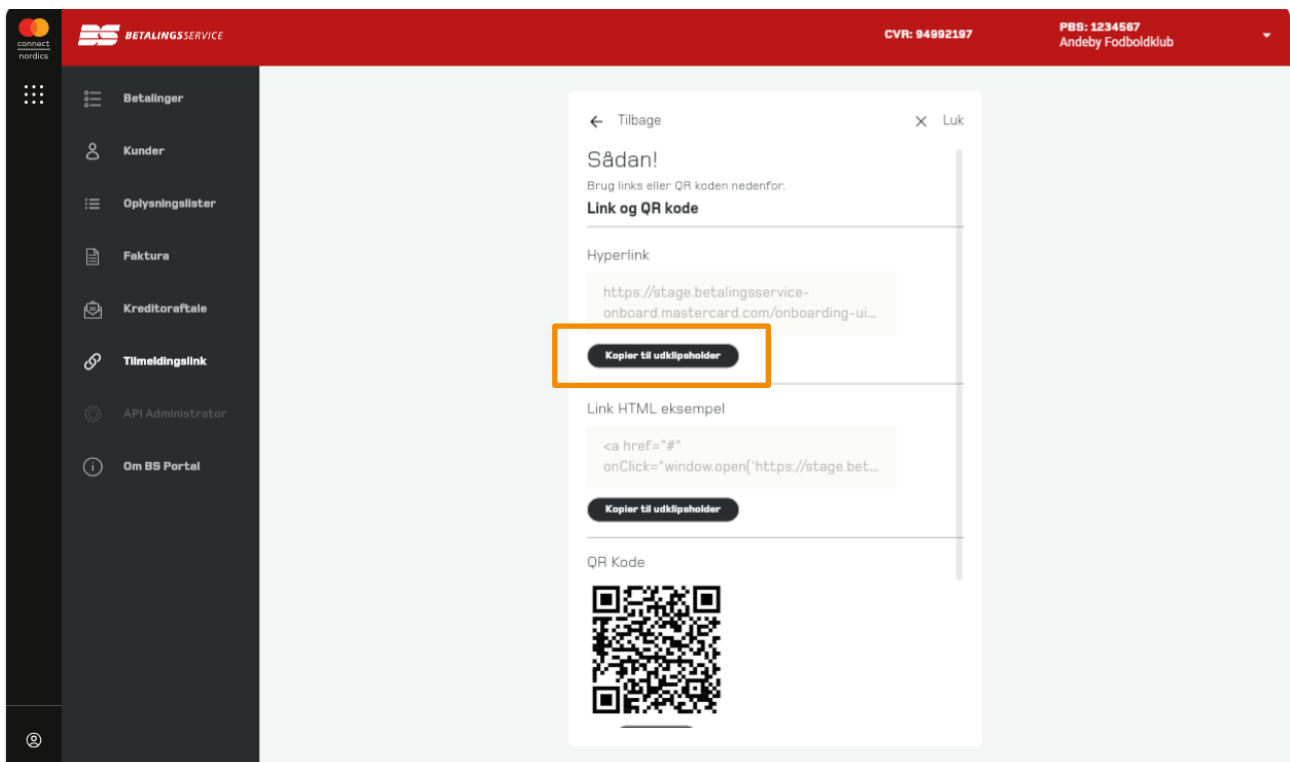 connect
nordics
BS BETALINGSSERVICE
CVR: 94992197
PBS: 1234567
Andeby Fodboldklub
Betalinger
Kunder
Oplysningslister
Faktura
Kreditoraftale
Tilmeldingslink
API Administrator
Om BS Portal
Tilbage
Luk
Sådan!
Brug links eller QR koden nedenfor.
Link og QR kode
Hyperlink
https://stage.betalingsservice-
onboard.mastercard.com/onboarding-ui...
Kopier til udklipsholder
Link HTML eksempel
<a href="#"
onClick="window.open('https://stage.bet...
Kopier til udklipsholder
QR Kode